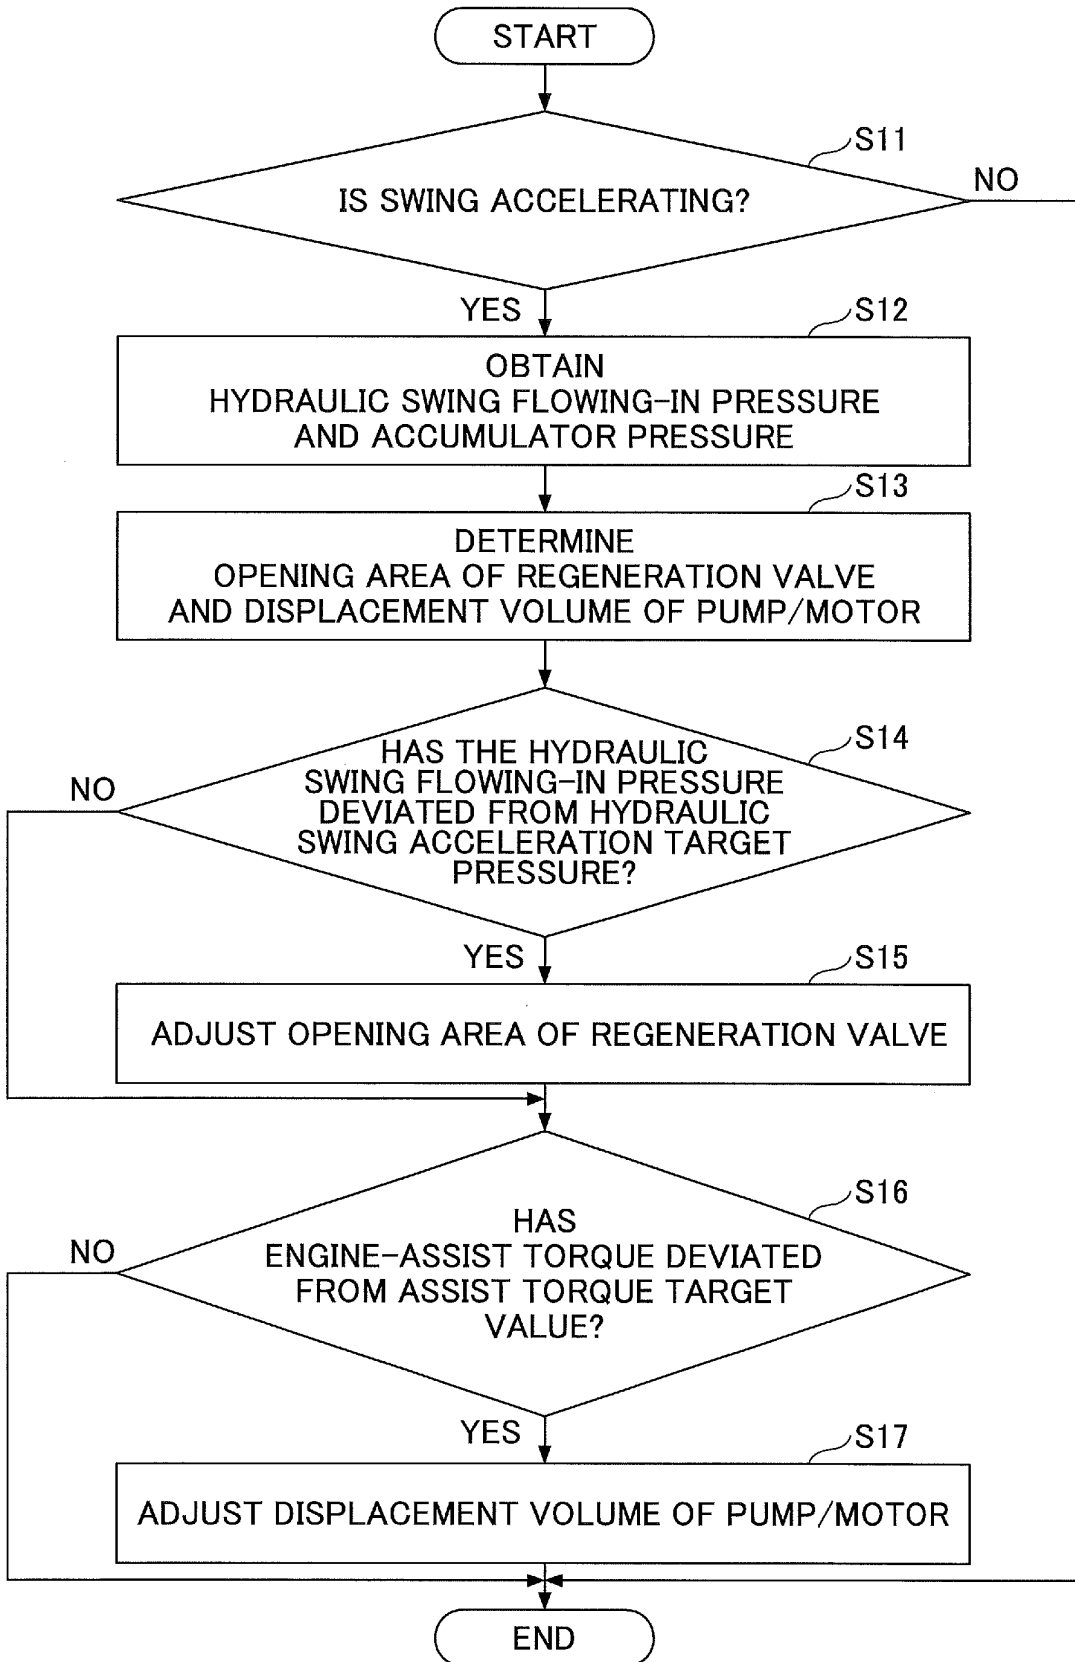 START
S11
IS SWING ACCELERATING?
NO
YES
S12
OBTAIN
HYDRAULIC SWING FLOWING-IN PRESSURE
AND ACCUMULATOR PRESSURE
S13
DETERMINE
OPENING AREA OF REGENERATION VALVE
AND DISPLACEMENT VOLUME OF PUMP/MOTOR
S14
HAS THE HYDRAULIC
SWING FLOWING-IN PRESSURE
DEVIATED FROM HYDRAULIC
SWING ACCELERATION TARGET
PRESSURE?
NO
YES
S15
ADJUST OPENING AREA OF REGENERATION VALVE
S16
HAS
ENGINE-ASSIST TORQUE DEVIATED
FROM ASSIST TORQUE TARGET
VALUE?
NO
YES
S17
ADJUST DISPLACEMENT VOLUME OF PUMP/MOTOR
END